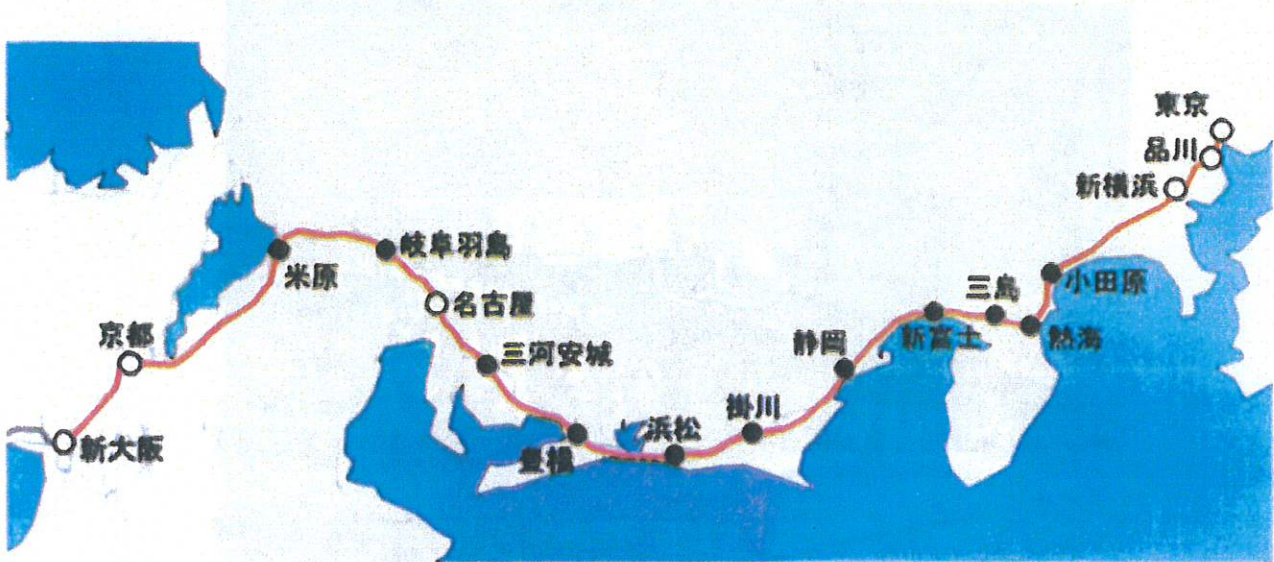 東京
品川
新横浜
小田原
熱海
三島
新富士
静岡
掛川
浜松
豊橋
三河安城
名古屋
岐阜羽島
米原
京都
新大阪